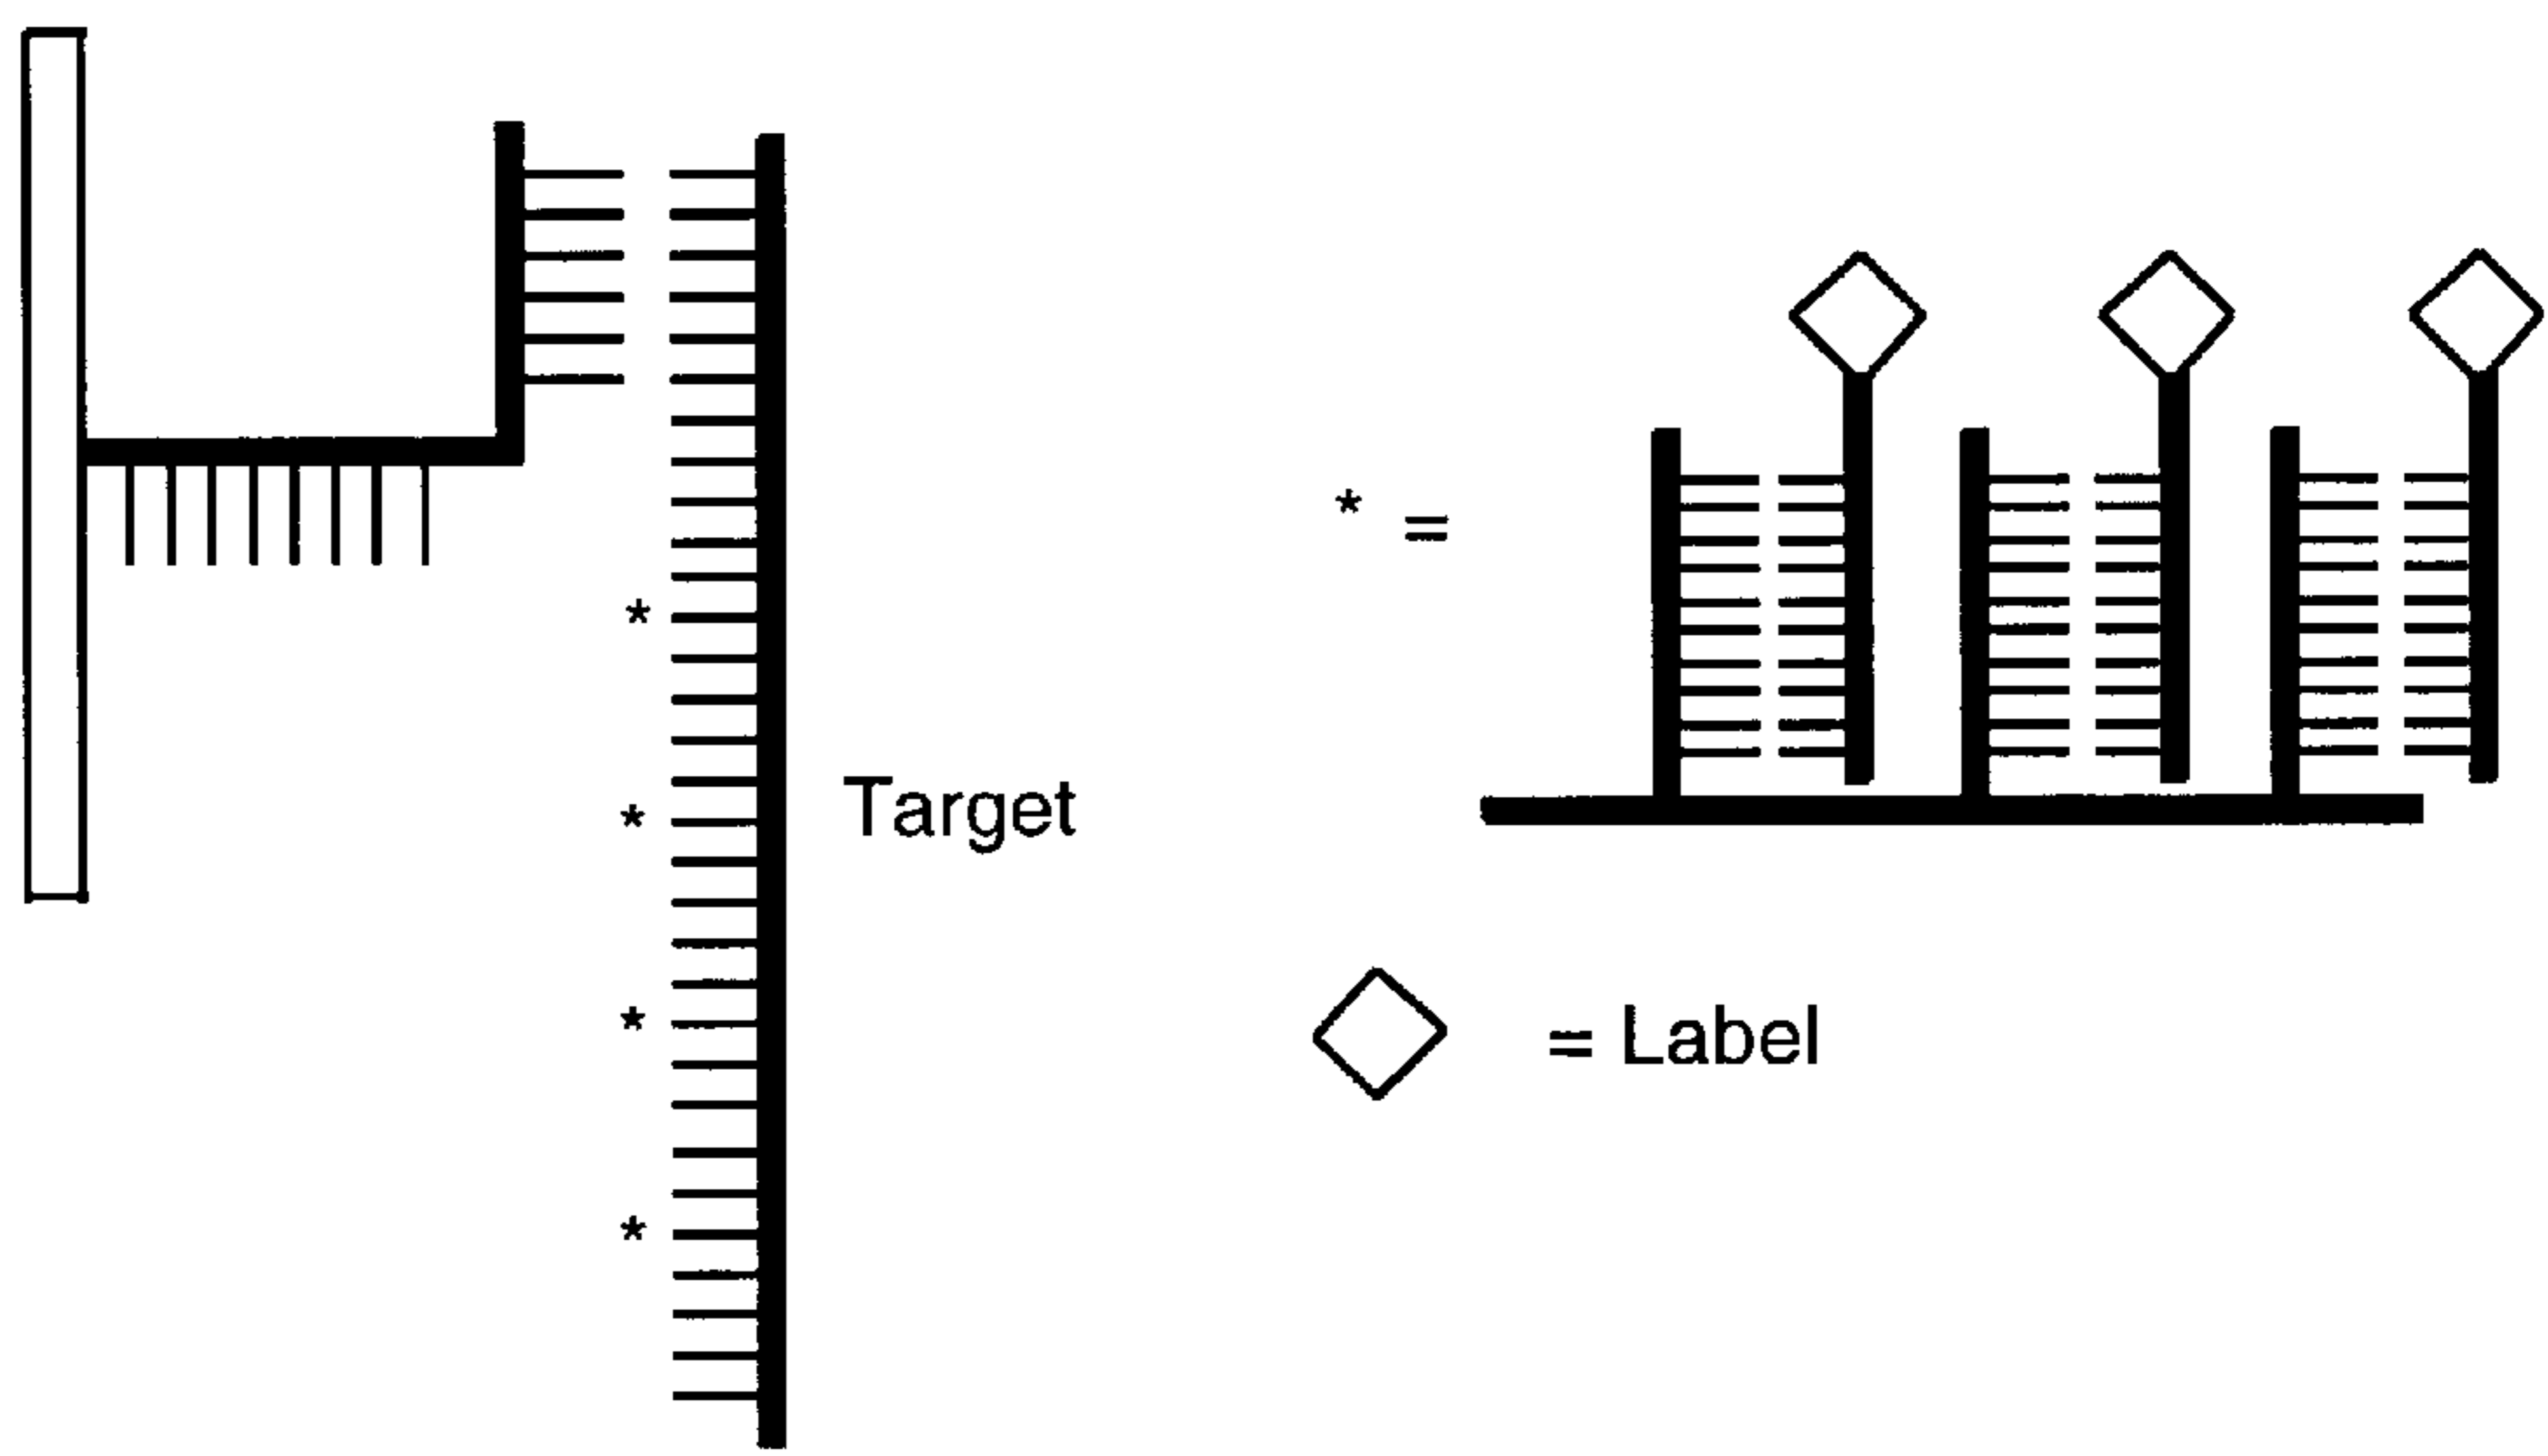 * =
*
*
Target
*
= Label
*